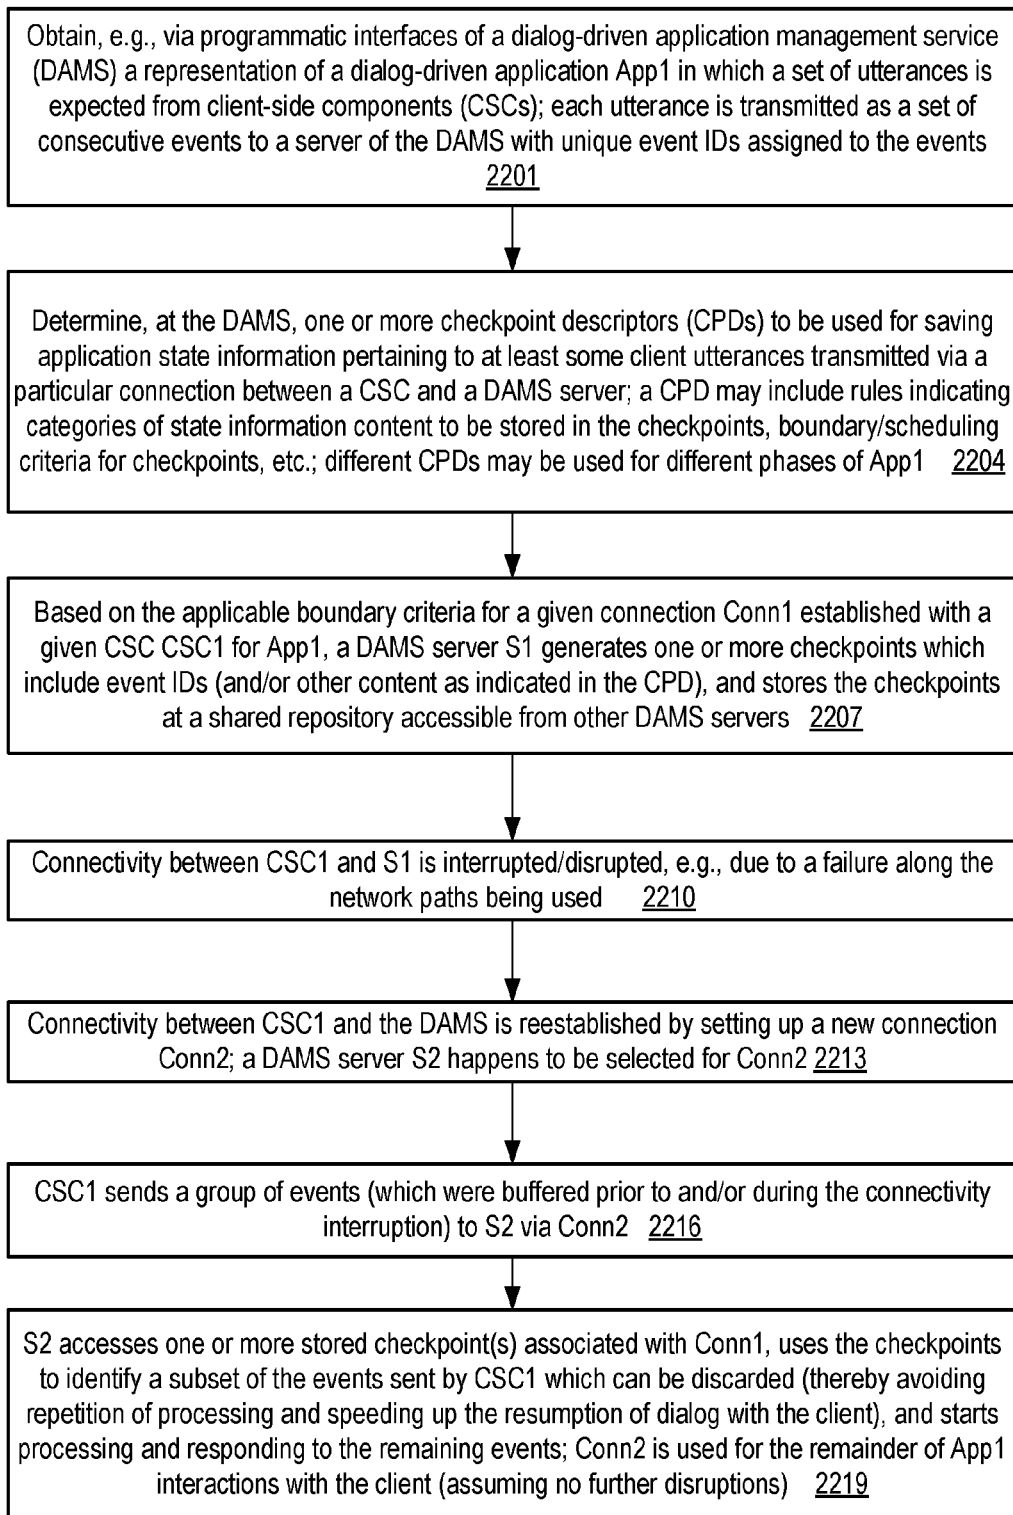 Obtain, e.g., via programmatic interfaces of a dialog-driven application management service
(DAMS) a representation of a dialog-driven application App1 in which a set of utterances is
expected from client-side components (CSCs); each utterance is transmitted as a set of
consecutive events to a server of the DAMS with unique event IDs assigned to the events
2201
Determine, at the DAMS, one or more checkpoint descriptors (CPDs) to be used for saving
application state information pertaining to at least some client utterances transmitted via a
particular connection between a CSC and a DAMS server; a CPD may include rules indicating
categories of state information content to be stored in the checkpoints, boundary/scheduling
criteria for checkpoints, etc.; different CPDs may be used for different phases of App1 2204
Based on the applicable boundary criteria for a given connection Conn1 established with a
given CSC CSC1 for App1, a DAMS server S1 generates one or more checkpoints which
include event IDs (and/or other content as indicated in the CPD), and stores the checkpoints
at a shared repository accessible from other DAMS servers 2207
Connectivity between CSC1 and S1 is interrupted/disrupted, e.g., due to a failure along the
network paths being used 2210
Connectivity between CSC1 and the DAMS is reestablished by setting up a new connection
Conn2; a DAMS server S2 happens to be selected for Conn2 2213
CSC1 sends a group of events (which were buffered prior to and/or during the connectivity
interruption) to S2 via Conn2 2216
S2 accesses one or more stored checkpoint(s) associated with Conn1, uses the checkpoints
to identify a subset of the events sent by CSC1 which can be discarded (thereby avoiding
repetition of processing and speeding up the resumption of dialog with the client), and starts
processing and responding to the remaining events; Conn2 is used for the remainder of App1
interactions with the client (assuming no further disruptions) 2219